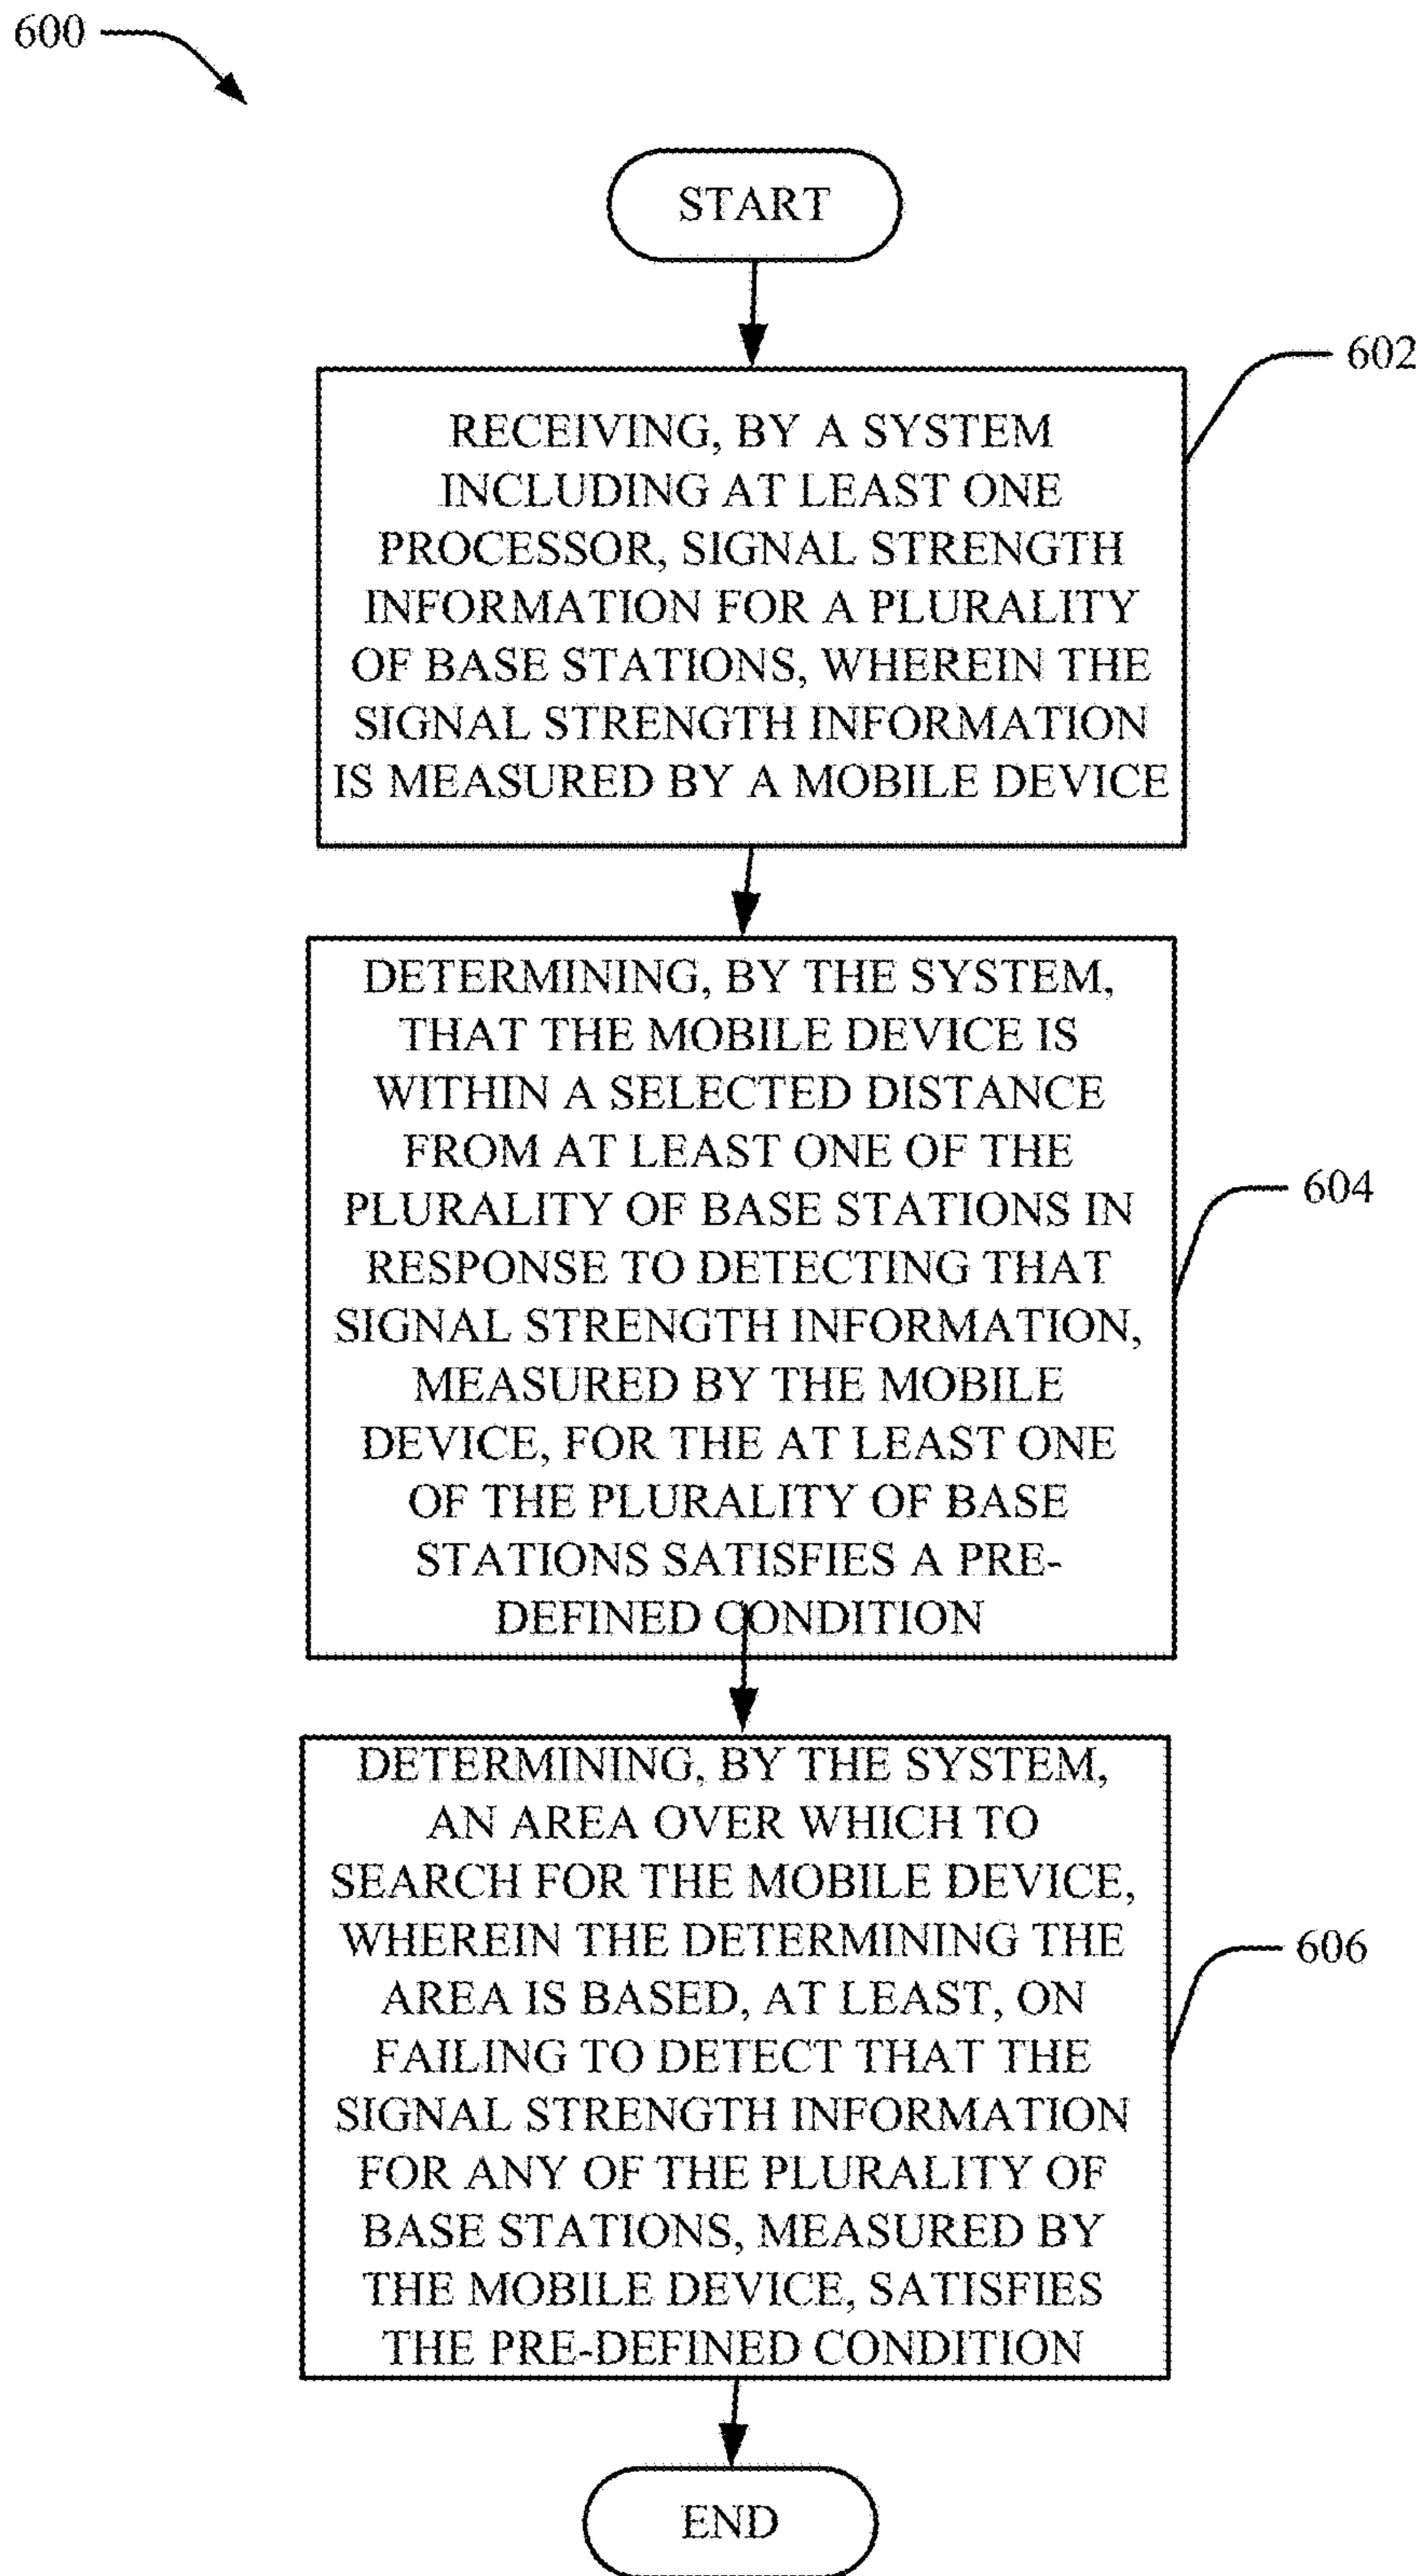 600
START
602
RECEIVING, BY A SYSTEM
INCLUDING AT LEAST ONE
PROCESSOR, SIGNAL STRENGTH
INFORMATION FOR A PLURALITY
OF BASE STATIONS, WHEREIN THE
SIGNAL STRENGTH INFORMATION
IS MEASURED BY A MOBILE DEVICE
DETERMINING, BY THE SYSTEM,
THAT THE MOBILE DEVICE IS
WITHIN A SELECTED DISTANCE
FROM AT LEAST ONE OF THE
PLURALITY OF BASE STATIONS IN
RESPONSE TO DETECTING THAT
SIGNAL STRENGTH INFORMATION,
MEASURED BY THE MOBILE
DEVICE, FOR THE AT LEAST ONE
OF THE PLURALITY OF BASE
STATIONS SATISFIES A PRE-
DEFINED CONDITION
604
DETERMINING, BY THE SYSTEM,
AN AREA OVER WHICH TO
SEARCH FOR THE MOBILE DEVICE,
WHEREIN THE DETERMINING THE
AREA IS BASED, AT LEAST, ON
FAILING TO DETECT THAT THE
SIGNAL STRENGTH INFORMATION
FOR ANY OF THE PLURALITY OF
BASE STATIONS, MEASURED BY
THE MOBILE DEVICE, SATISFIES
THE PRE-DEFINED CONDITION
606
END